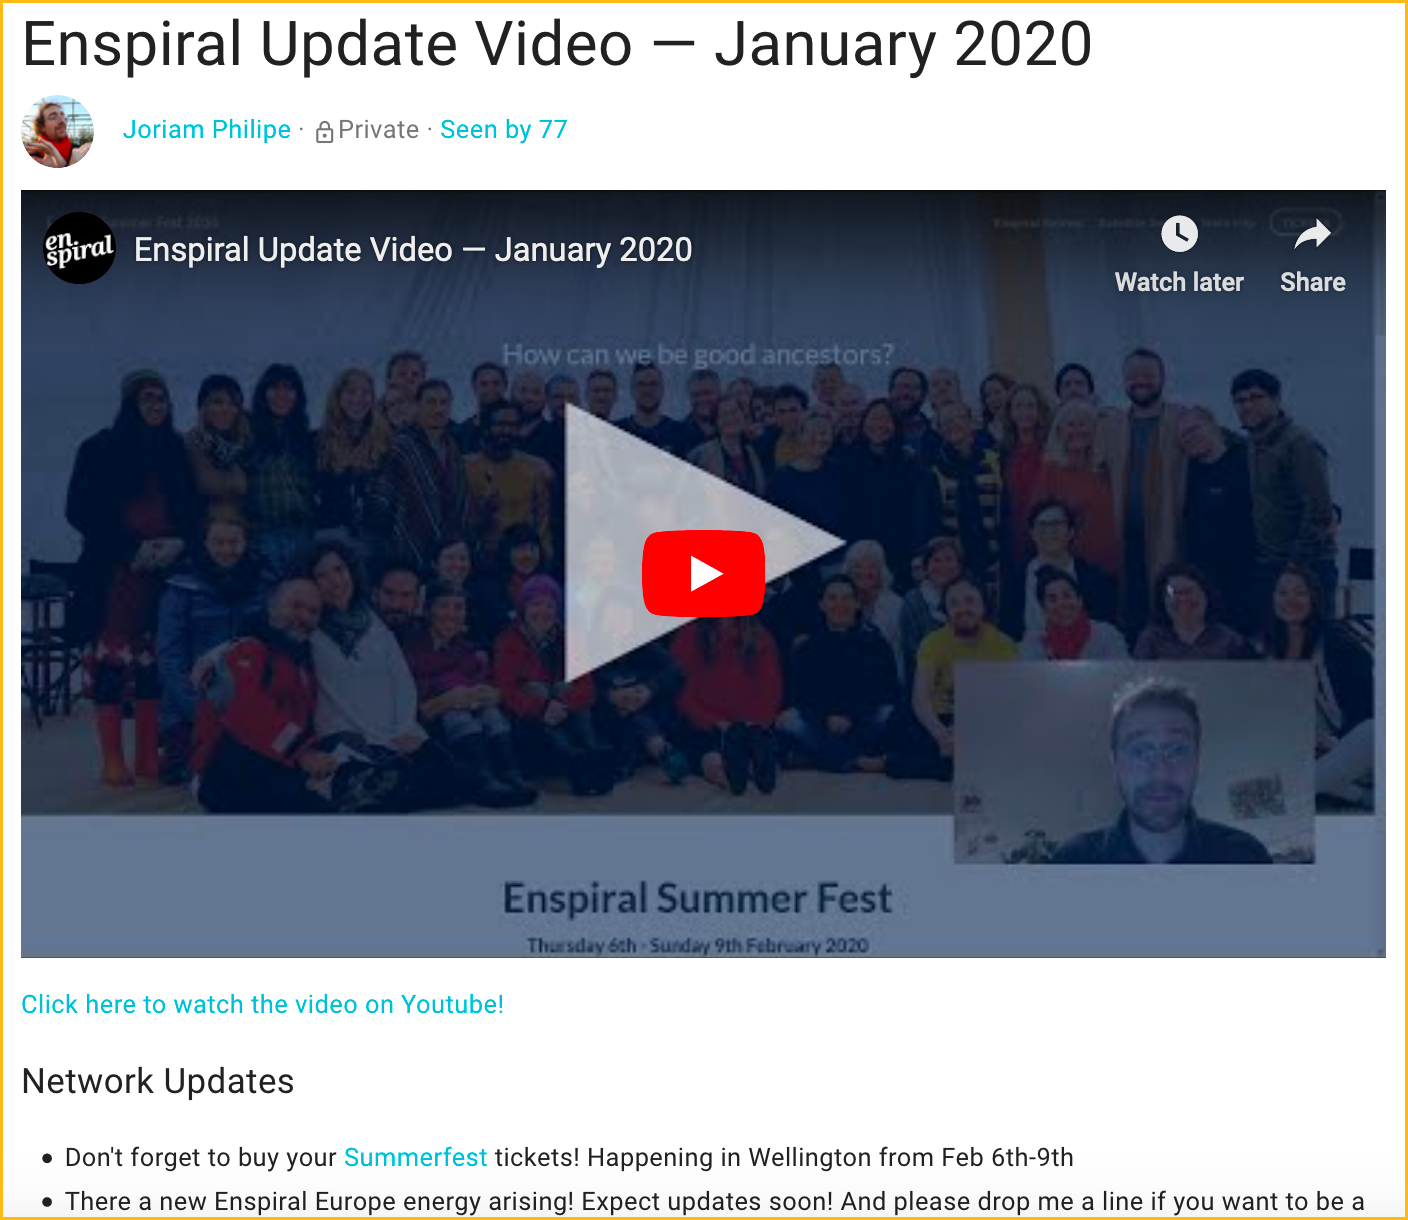 Enspiral Update Video — January 2020
Joriam Philipe · Private · Seen by 77
en
spiral
Enspiral Update Video — January 2020
Watch later
Share
How can we be good ancestors?
Enspiral Summer Fest
Thursday 6th - Sunday 9th February 2020
Click here to watch the video on Youtube!
Network Updates
• Don't forget to buy your Summerfest tickets! Happening in Wellington from Feb 6th-9th
• There a new Enspiral Europe energy arising! Expect updates soon! And please drop me a line if you want to be a